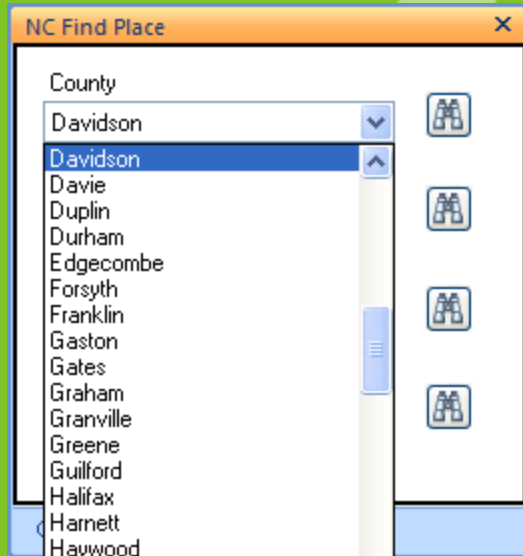 NC Find Place
County
Davidson
Davidson
Davie
Duplin
Durham
Edgecombe
Forsyth
Franklin
Gaston
Gates
Graham
Granville
Greene
Guilford
Halifax
Harnett
Haywood